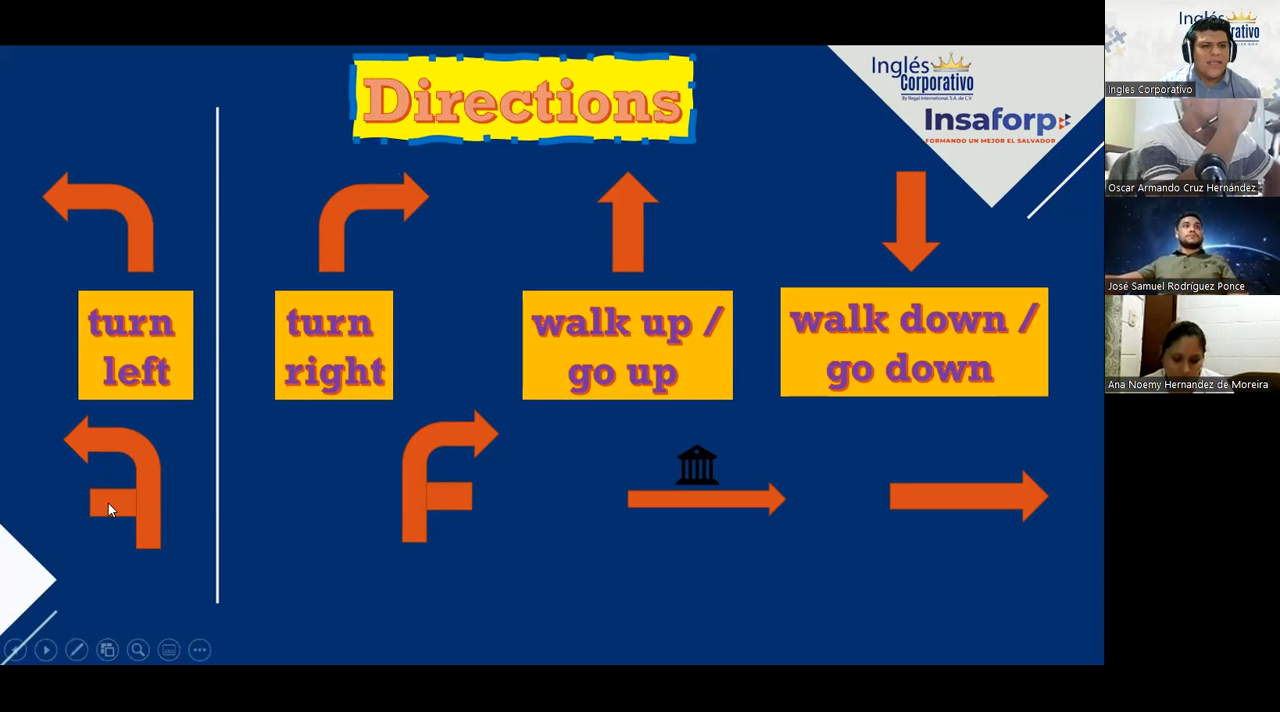 Directions
Inglés
Corporativo
By Regal International, S.A. de C.V.
Insaforp
FORMANDO UN MEJOR EL SALVADOR
turn
left
turn
right
walk up /
go up
walk down /
go down
Inglés
Ingles Corporativo
Oscar Armando Cruz Hernández
José Samuel Rodríguez Ponce
Ana Noemy Hernandez de Moreira